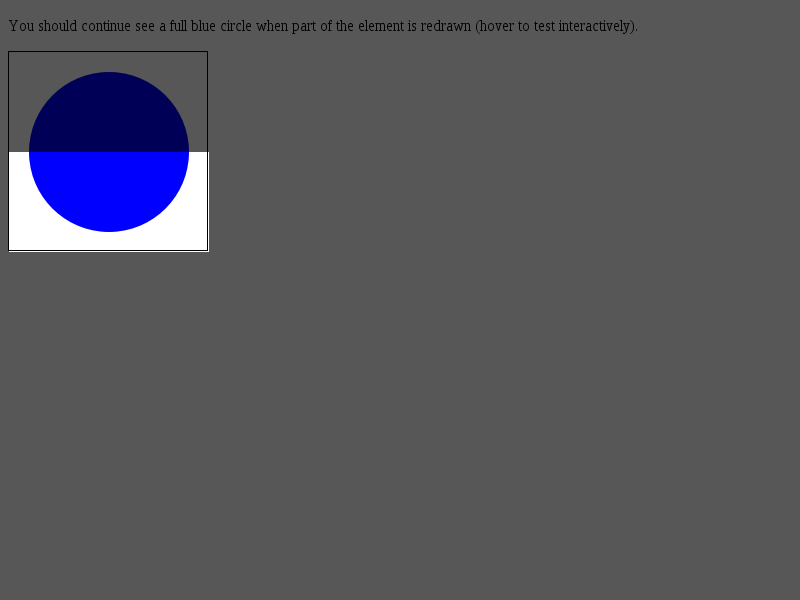 You should continue see a full blue circle when part of the element is redrawn (hover to test interactively).